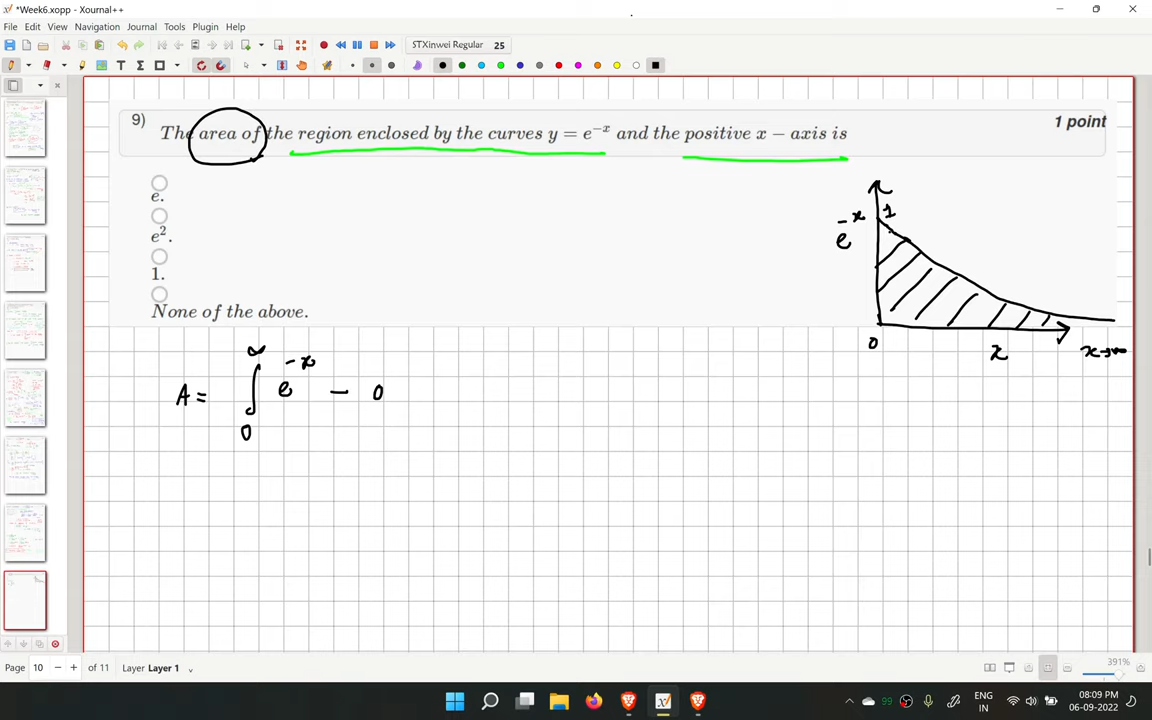 *Week6.xopp - Xournal++
File Edit View Navigation Journal Tools Plugin Help
STXinwei Regular 25
9) The area of the region enclosed by the curves y = e^{-x} and the positive x - axis is 1 point
e.
e².
1.
None of the above.
1
e^{-x}
0 x x→∞
A = ∫₀^∞ e^{-x} - 0
Page 10 of 11 Layer Layer 1 391%
99 ENG IN 08:09 PM 06-09-2022